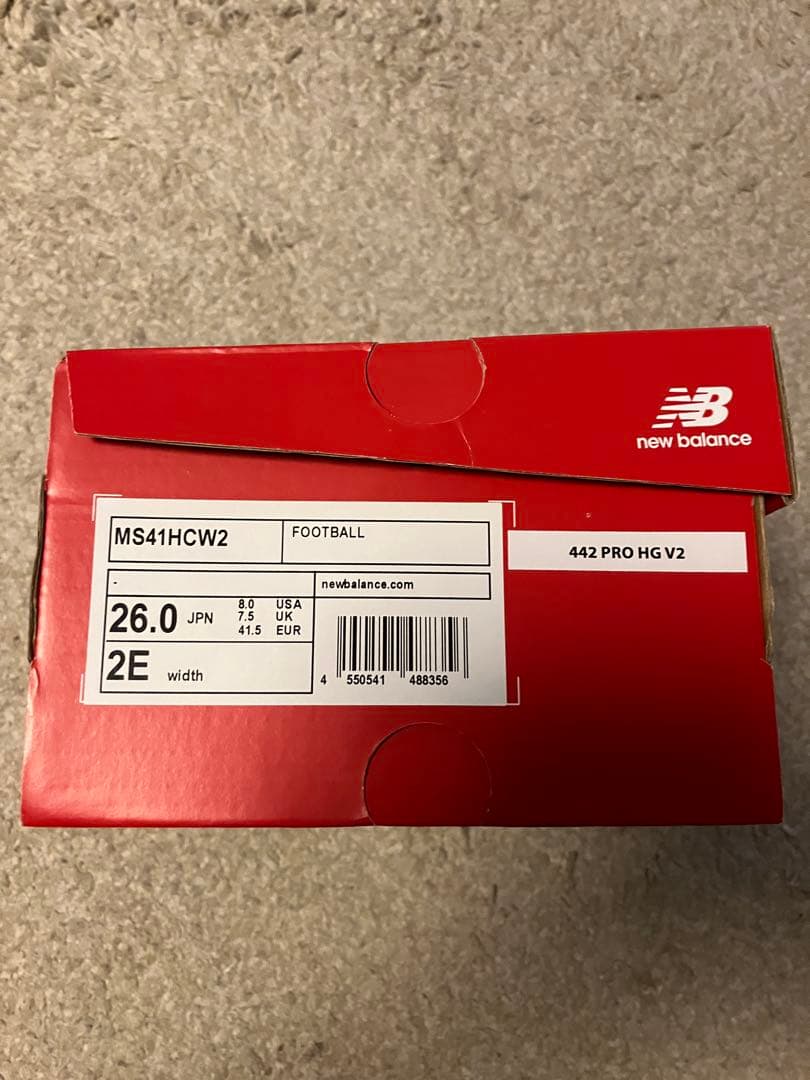 NB
new balance
MS41HCW2
FOOTBALL
442 PRO HG V2
-
newbalance.com
26.0 JPN
8.0 USA
7.5 UK
41.5 EUR
2E width
4 550541 488356